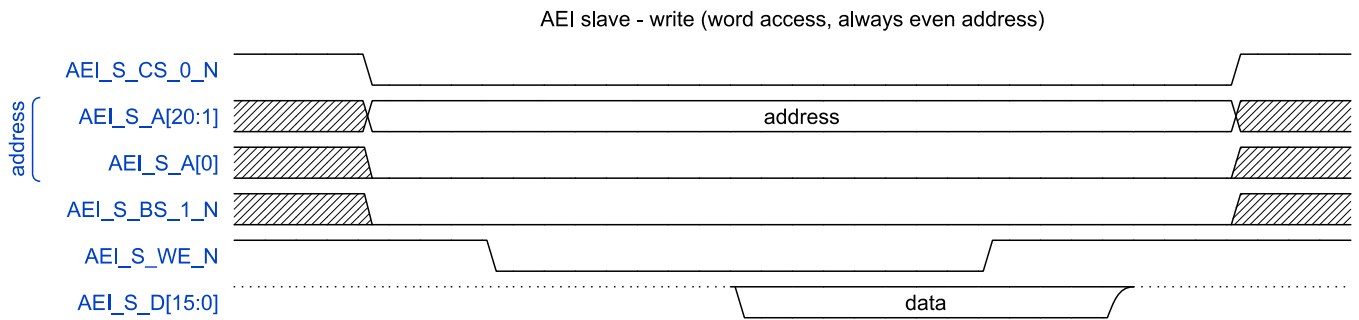 AEI slave - write (word access, always even address)
AEI_S_CS_0_N
address
AEI_S_A[20:1]
address
AEI_S_A[0]
AEI_S_BS_1_N
AEI_S_WE_N
AEI_S_D[15:0]
data